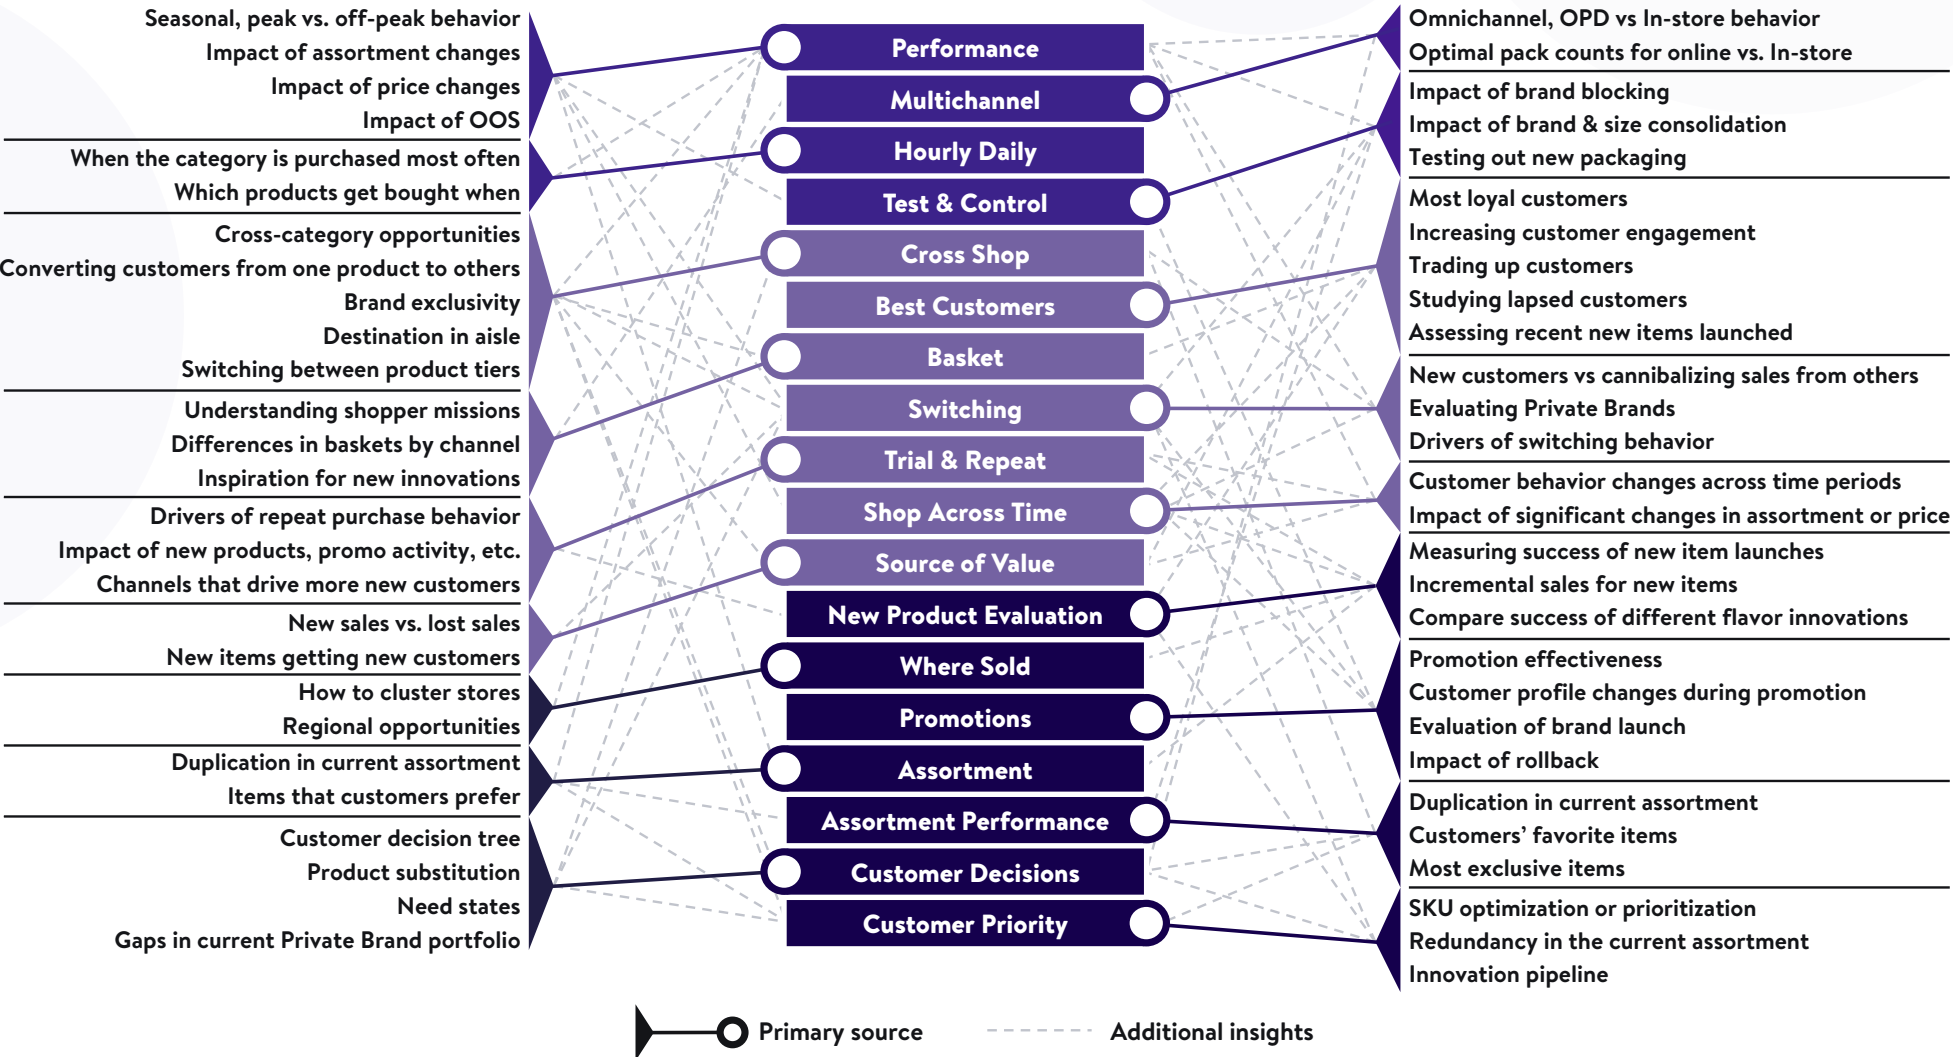 Seasonal, peak vs. off-peak behavior
Impact of assortment changes
Impact of price changes
Impact of OOS
When the category is purchased most often
Which products get bought when
Cross-category opportunities
Converting customers from one product to others
Brand exclusivity
Destination in aisle
Switching between product tiers
Understanding shopper missions
Differences in baskets by channel
Inspiration for new innovations
Drivers of repeat purchase behavior
Impact of new products, promo activity, etc.
Channels that drive more new customers
New sales vs. lost sales
New items getting new customers
How to cluster stores
Regional opportunities
Duplication in current assortment
Items that customers prefer
Customer decision tree
Product substitution
Need states
Gaps in current Private Brand portfolio
Performance
Multichannel
Hourly Daily
Test & Control
Cross Shop
Best Customers
Basket
Switching
Trial & Repeat
Shop Across Time
Source of Value
New Product Evaluation
Where Sold
Promotions
Assortment
Assortment Performance
Customer Decisions
Customer Priority
Omnichannel, OPD vs In-store behavior
Optimal pack counts for online vs. In-store
Impact of brand blocking
Impact of brand & size consolidation
Testing out new packaging
Most loyal customers
Increasing customer engagement
Trading up customers
Studying lapsed customers
Assessing recent new items launched
New customers vs cannibalizing sales from others
Evaluating Private Brands
Drivers of switching behavior
Customer behavior changes across time periods
Impact of significant changes in assortment or price
Measuring success of new item launches
Incremental sales for new items
Compare success of different flavor innovations
Promotion effectiveness
Customer profile changes during promotion
Evaluation of brand launch
Impact of rollback
Duplication in current assortment
Customers’ favorite items
Most exclusive items
SKU optimization or prioritization
Redundancy in the current assortment
Innovation pipeline
Primary source
Additional insights